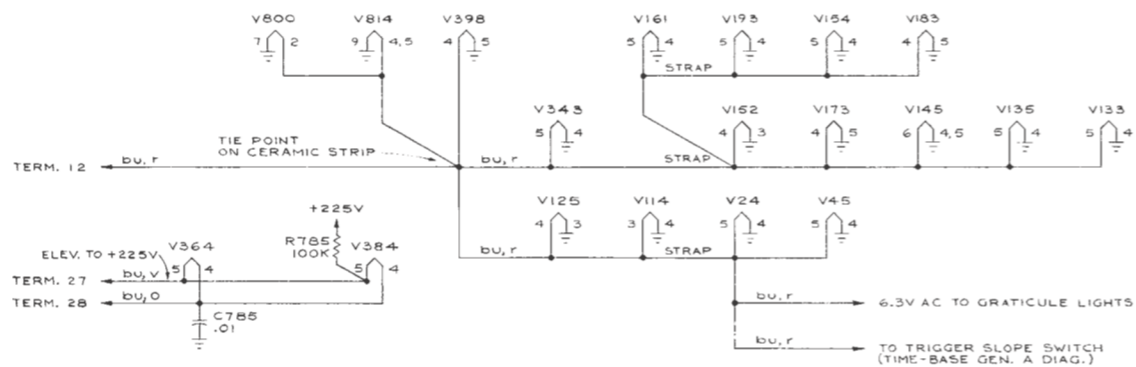 V800 V814 V398 V161 V193 V154 V183
7 2 9 4,5 4 5 5 4 5 4 5 4 4 5
STRAP
V343 V152 V173 V145 V135 V133
5 4 4 3 4 5 6 4,5 5 4 5 4
TIE POINT
ON CERAMIC STRIP
TERM. 12 bu, r bu, r STRAP
V125 V114 V24 V45
4 3 3 4 5 4 5 4
bu, r STRAP
+225V
R785
100K
V364 V384
5 4 5 4
ELEV. TO +225V
TERM. 27 bu, v
TERM. 28 bu, o
C785
.01
bu, r 6.3V AC TO GRATICULE LIGHTS
bu, r TO TRIGGER SLOPE SWITCH
(TIME-BASE GEN. A DIAG.)